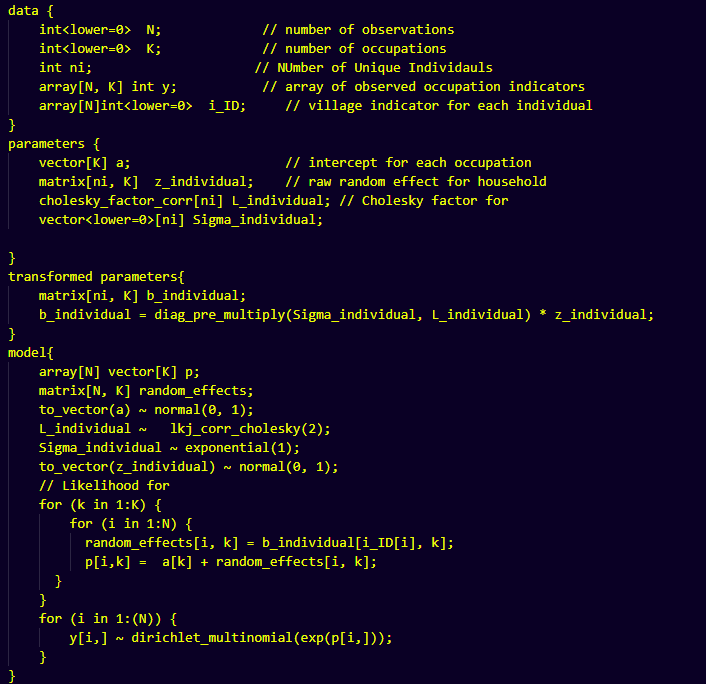 data {
    int<lower=0>  N;             // number of observations
    int<lower=0>  K;             // number of occupations
    int ni;                     // NUmber of Unique Individauls
    array[N, K] int y;           // array of observed occupation indicators
    array[N]int<lower=0>  i_ID;     // village indicator for each individual
}
parameters {
    vector[K] a;                    // intercept for each occupation
    matrix[ni, K]  z_individual;    // raw random effect for household
    cholesky_factor_corr[ni] L_individual; // Cholesky factor for
    vector<lower=0>[ni] Sigma_individual;

}
transformed parameters{
    matrix[ni, K] b_individual;
    b_individual = diag_pre_multiply(Sigma_individual, L_individual) * z_individual;
}
model{
    array[N] vector[K] p;
    matrix[N, K] random_effects;
    to_vector(a) ~ normal(0, 1);
    L_individual ~   lkj_corr_cholesky(2);
    Sigma_individual ~ exponential(1);
    to_vector(z_individual) ~ normal(0, 1);
    // Likelihood for
    for (k in 1:K) {
        for (i in 1:N) {
          random_effects[i, k] = b_individual[i_ID[i], k];
          p[i,k] =  a[k] + random_effects[i, k];
      }
    }
    for (i in 1:(N)) {
        y[i,] ~ dirichlet_multinomial(exp(p[i,]));
    }
}